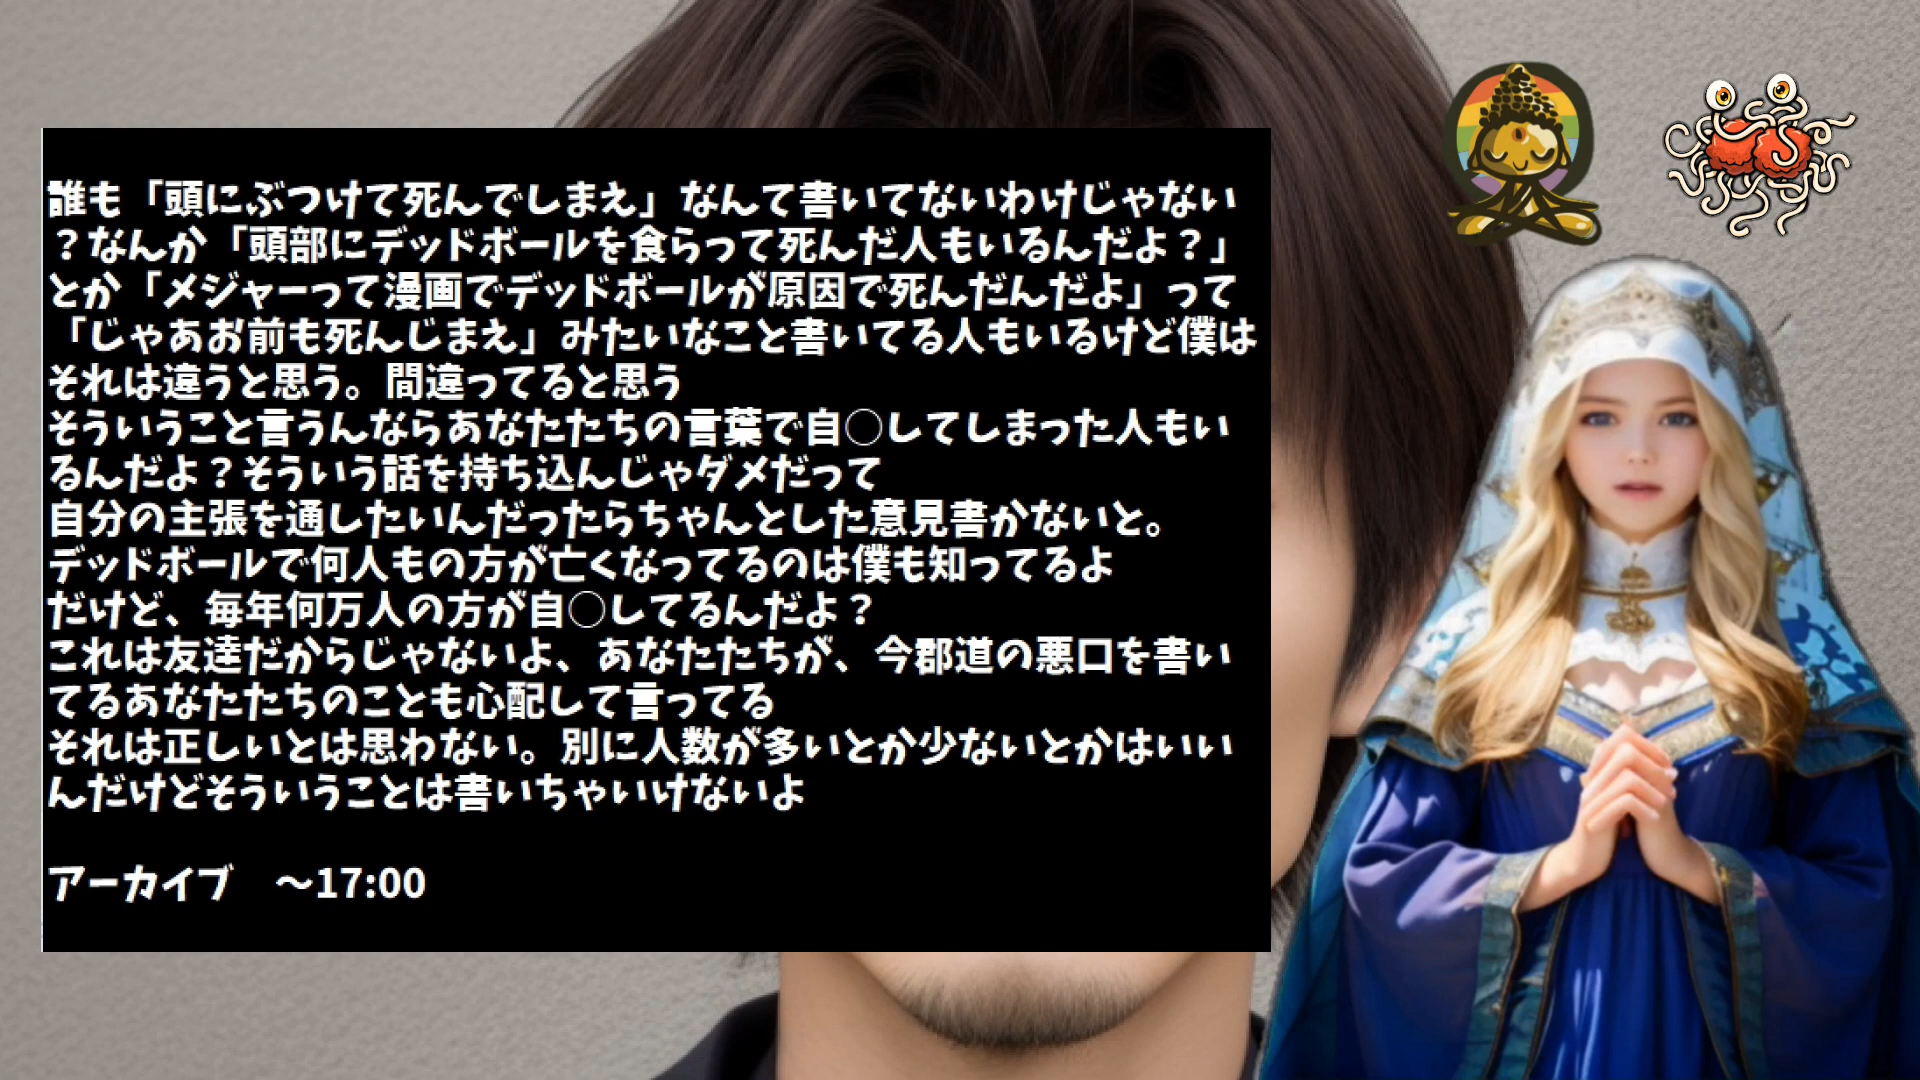 誰も「頭にぶつけて死んでしまえ」なんて書いてないわけじゃない
？なんか「頭部にデッドボールを食らって死んだ人もいるんだよ？」
とか「メジャーって漫画でデッドボールが原因で死んだんだよ」って
「じゃあお前も死んじまえ」みたいなこと書いてる人もいるけど僕は
それは違うと思う。間違ってると思う
そういうこと言うんならあなたたちの言葉で自◯してしまった人もい
るんだよ？そういう話を持ち込んじゃダメだって
自分の主張を通したいんだったらちゃんとした意見書かないと。
デッドボールで何人もの方が亡くなってるのは僕も知ってるよ
だけど、毎年何万人の方が自◯してるんだよ？
これは友達だからじゃないよ、あなたたちが、今郡道の悪口を書い
てるあなたたちのことも心配して言ってる
それは正しいとは思わない。別に人数が多いとか少ないとかはいい
んだけどそういうことは書いちゃいけないよ
アーカイブ　～17:00